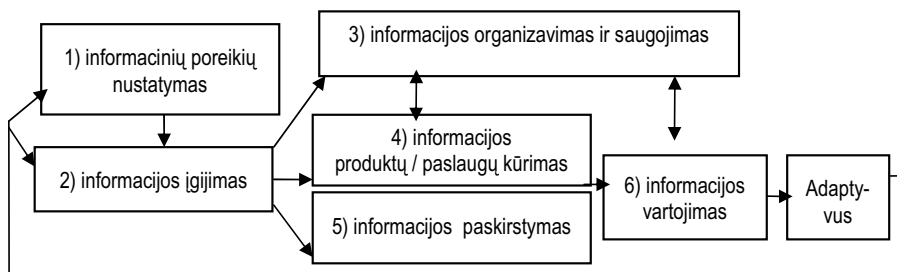 1) informacinių poreikių
nustatymas
2) informacijos įgijimas
3) informacijos organizavimas ir saugojimas
4) informacijos
produktų / paslaugų kūrimas
5) informacijos paskirstymas
6) informacijos
vartojimas
Adapty-
vus